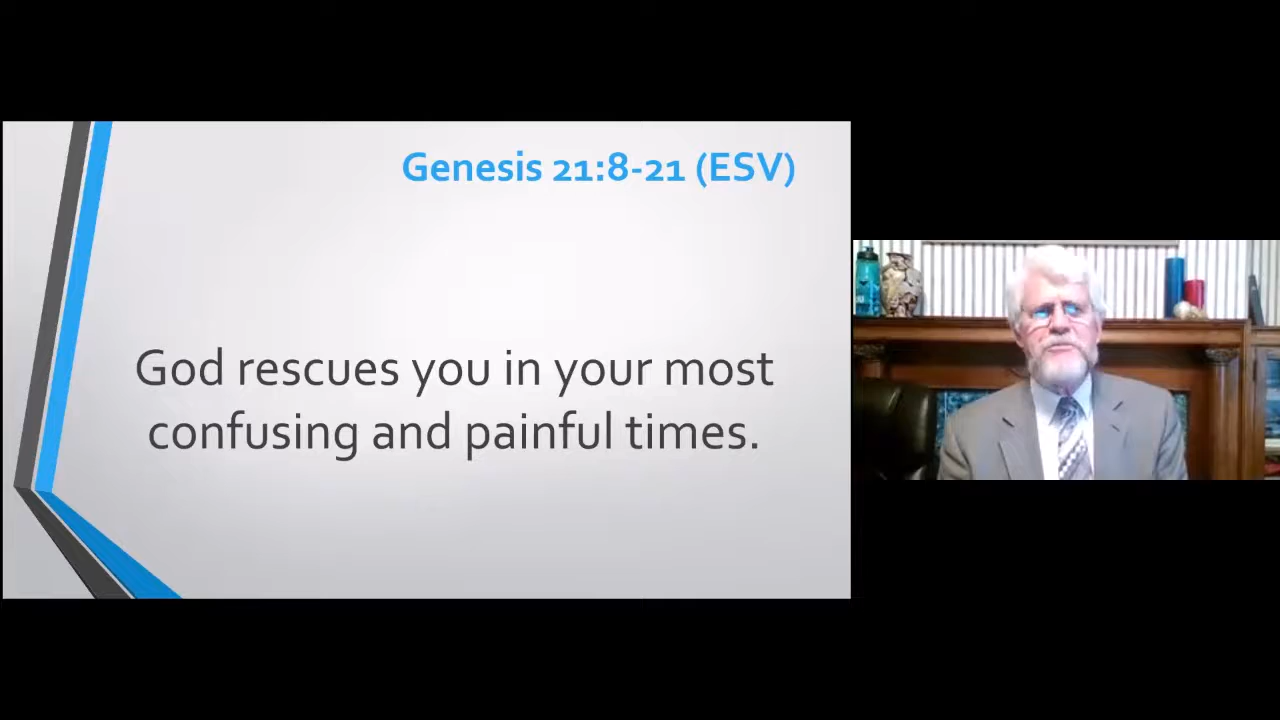 Genesis 21:8-21 (ESV)
God rescues you in your most
confusing and painful times.